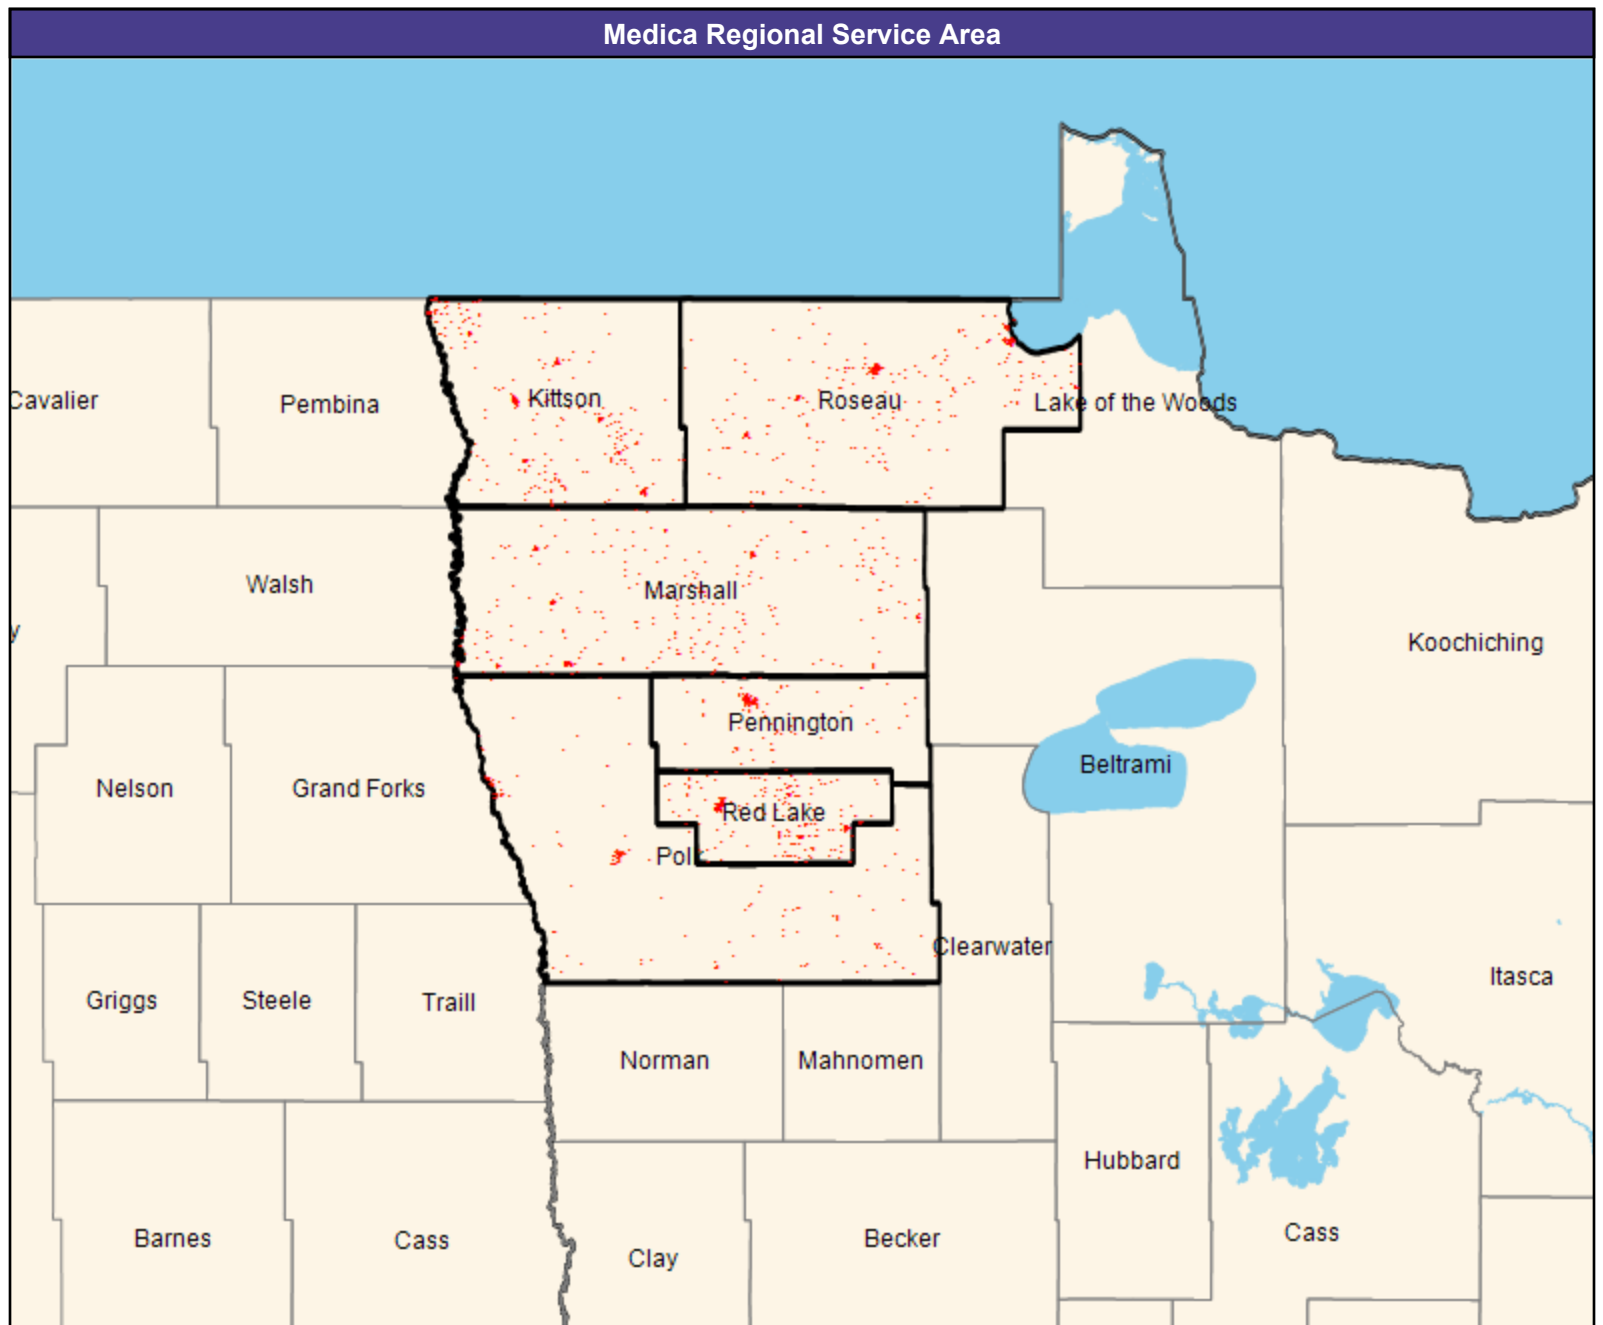 Medica Regional Service Area
Cavalier
Pembina
Kittson
Roseau
Lake of the Woods
Walsh
Marshall
y
Koochiching
Pennington
Nelson
Grand Forks
Beltrami
Red Lake
Pol
Clearwater
Itasca
Griggs
Steele
Traill
Norman
Mahnomen
Hubbard
Barnes
Cass
Clay
Becker
Cass